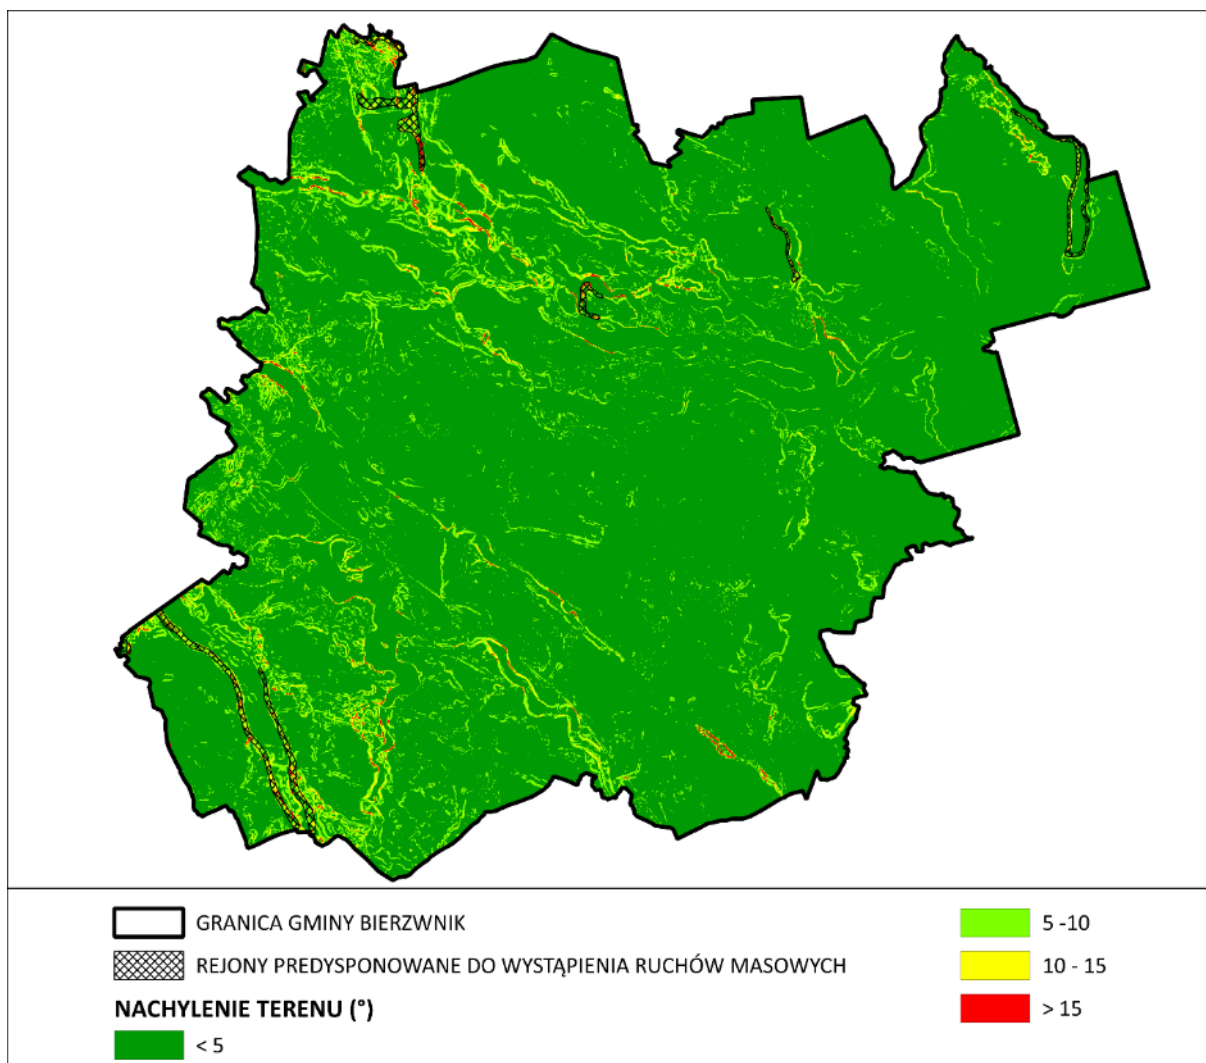 GRANICA GMINY BIERZWNIK
REJONY PREDYSPONOWANE DO WYSTĄPIENIA RUCHÓW MASOWYCH
NACHYLENIE TERENU (°)
< 5
5 -10
10 - 15
> 15